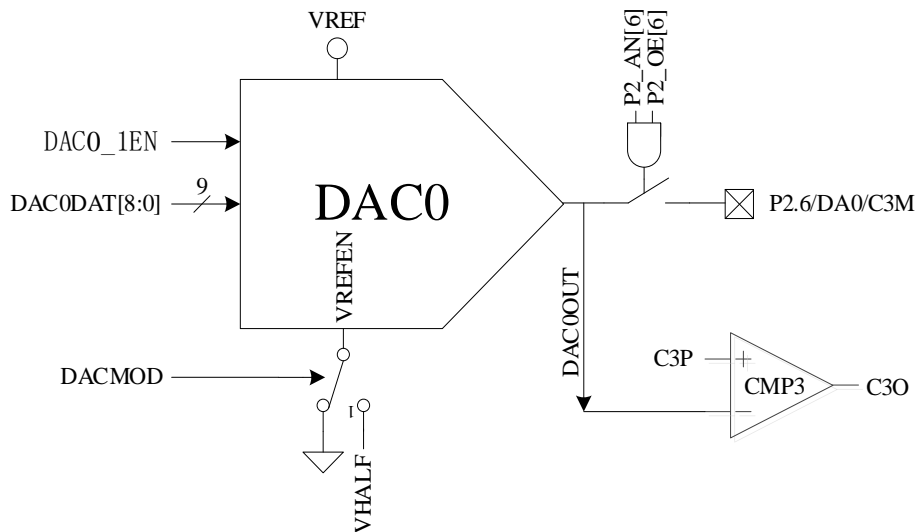 VREF
P2_AN[6]
P2_OE[6]
DAC0_1EN
9
DAC0DAT[8:0]
DAC0
P2.6/DA0/C3M
VREFEN
DAC0OUT
DACMOD
C3P
+
CMP3
C3O
−
1
VHALF